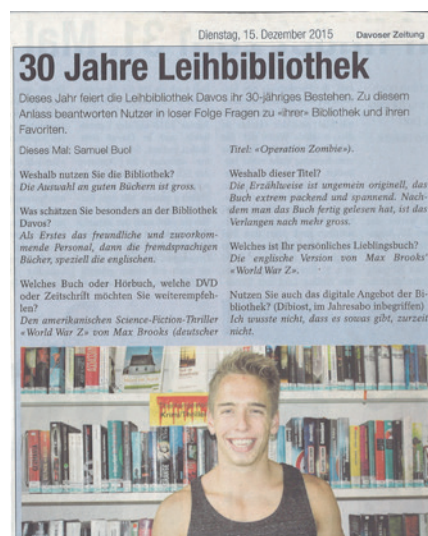 Dienstag, 15. Dezember 2015 Davoser Zeitung
30 Jahre Leihbibliothek
Dieses Jahr feiert die Leihbibliothek Davos ihr 30-jähriges Bestehen. Zu diesem
Anlass beantworten Nutzer in loser Folge Fragen zu «ihrer» Bibliothek und ihren
Favoriten.
Dieses Mal: Samuel Buol
Weshalb nutzen Sie die Bibliothek?
Die Auswahl an guten Büchern ist gross.
Was schätzen Sie besonders an der Bibliothek
Davos?
Als Erstes das freundliche und zuvorkom-
mende Personal, dann die fremdsprachigen
Bücher, speziell die englischen.
Welches Buch oder Hörbuch, welche DVD
oder Zeitschrift möchten Sie weiterempfeh-
len?
Den amerikanischen Science-Fiction-Thriller
«World War Z» von Max Brooks (deutscher
Titel: «Operation Zombie»).
Weshalb dieser Titel?
Die Erzählweise ist ungemein originell, das
Buch extrem packend und spannend. Nach-
dem man das Buch fertig gelesen hat, ist das
Verlangen nach mehr gross.
Welches ist Ihr persönliches Lieblingsbuch?
Die englische Version von Max Brooks'
«World War Z».
Nutzen Sie auch das digitale Angebot der Bi-
bliothek? (Dibiost, im Jahresabo inbegriffen)
Ich wusste nicht, dass es sowas gibt, zurzeit
nicht.